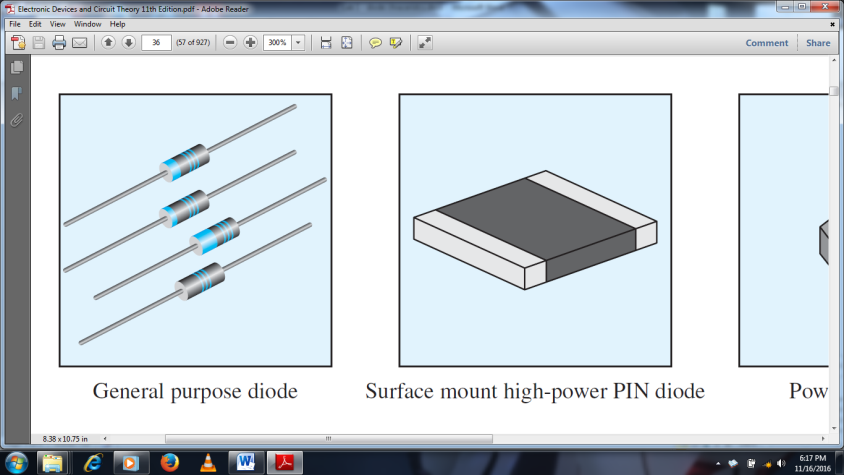 Electronic Devices and Circuit Theory 11th Edition.pdf - Adobe Reader
File Edit View Window Help
36 (57 of 927) 300% Comment Share
General purpose diode Surface mount high-power PIN diode Pow
8.38 x 10.75 in
6:17 PM
11/16/2016